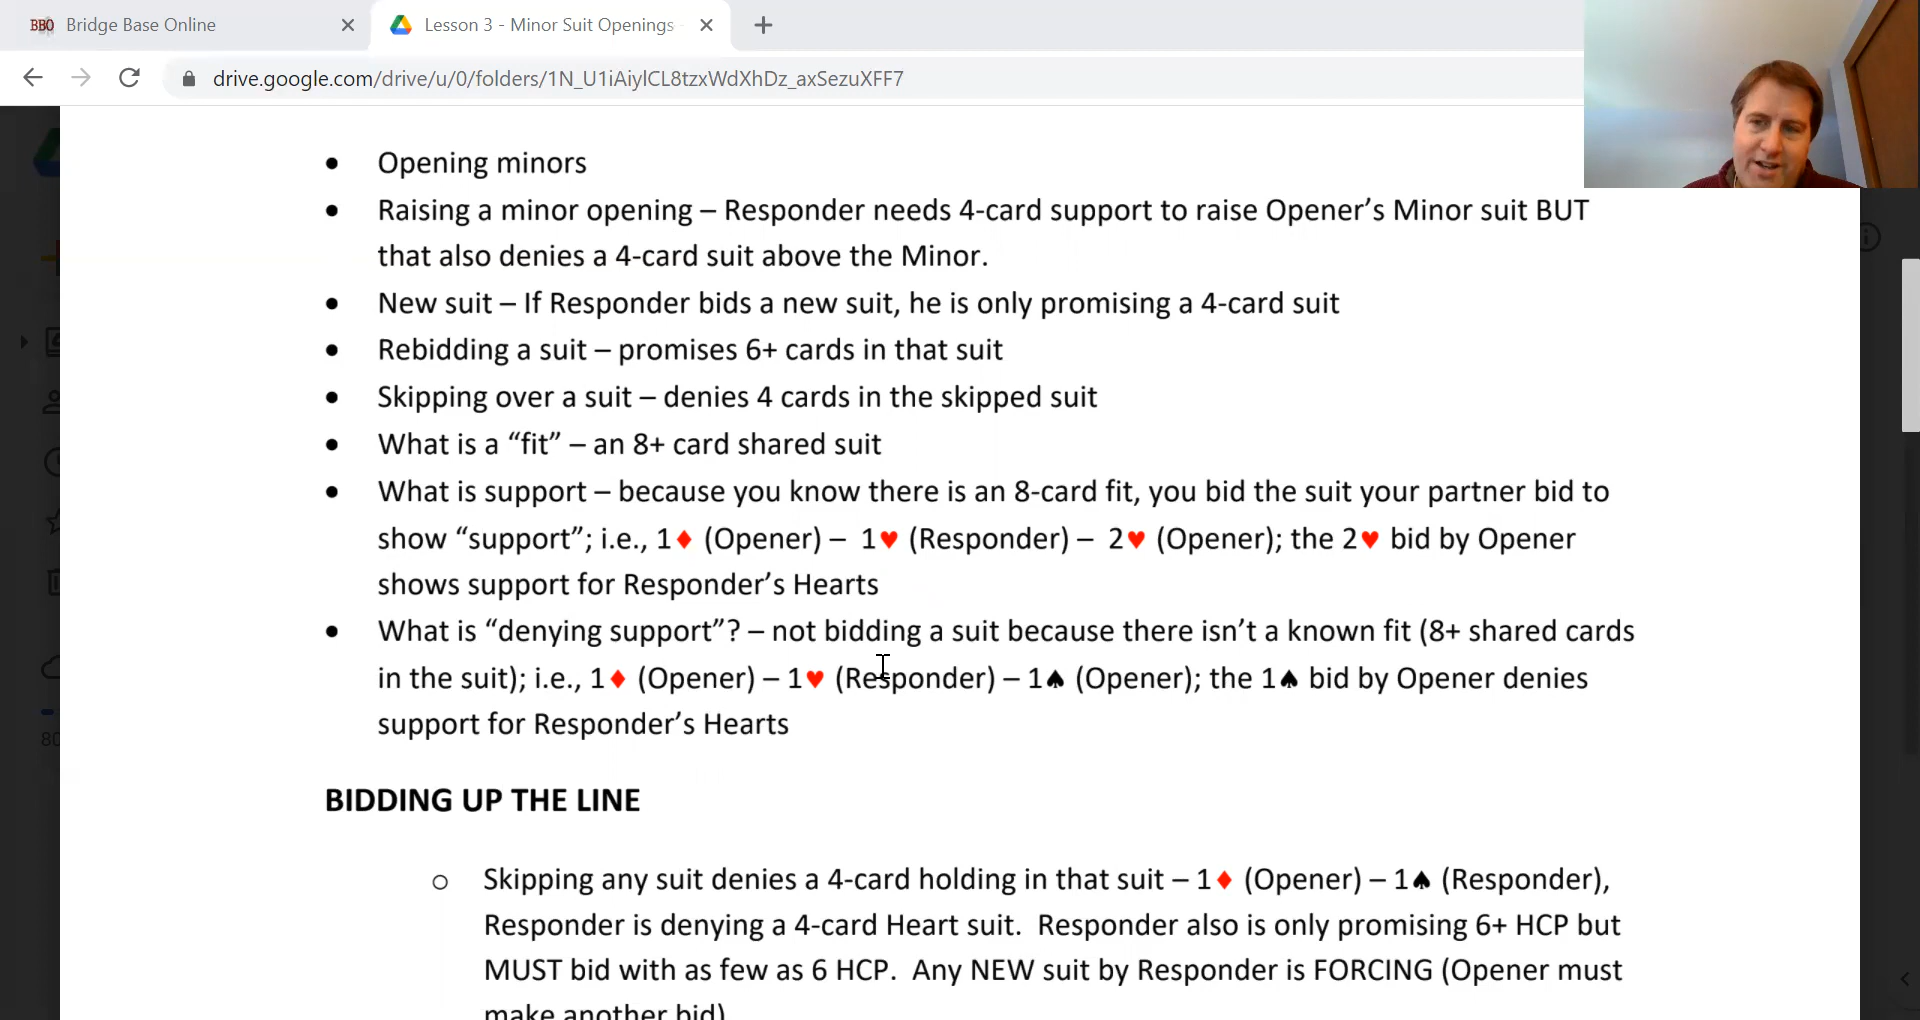 BBO Bridge Base Online
Lesson 3 - Minor Suit Openings
drive.google.com/drive/u/0/folders/1N_U1iAiylCL8tzxWdXhDz_axSezuXFF7
• Opening minors
• Raising a minor opening – Responder needs 4-card support to raise Opener’s Minor suit BUT
that also denies a 4-card suit above the Minor.
• New suit – If Responder bids a new suit, he is only promising a 4-card suit
• Rebidding a suit – promises 6+ cards in that suit
• Skipping over a suit – denies 4 cards in the skipped suit
• What is a “fit” – an 8+ card shared suit
• What is support – because you know there is an 8-card fit, you bid the suit your partner bid to
show “support”; i.e., 1♦ (Opener) – 1♥ (Responder) – 2♥ (Opener); the 2♥ bid by Opener
shows support for Responder’s Hearts
• What is “denying support”? – not bidding a suit because there isn’t a known fit (8+ shared cards
in the suit); i.e., 1♦ (Opener) – 1♥ (Responder) – 1♠ (Opener); the 1♠ bid by Opener denies
support for Responder’s Hearts
80
BIDDING UP THE LINE
o Skipping any suit denies a 4-card holding in that suit – 1♦ (Opener) – 1♠ (Responder),
Responder is denying a 4-card Heart suit. Responder also is only promising 6+ HCP but
MUST bid with as few as 6 HCP. Any NEW suit by Responder is FORCING (Opener must
make another bid)